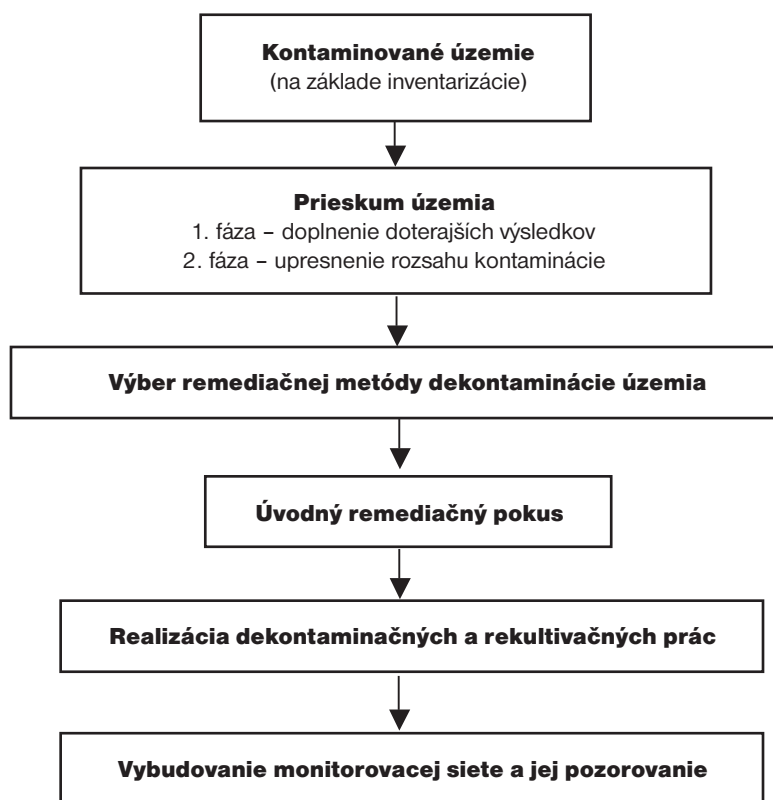 Kontaminované územie
(na základe inventarizácie)
Prieskum územia
1. fáza – doplnenie doterajších výsledkov
2. fáza – upresnenie rozsahu kontaminácie
Výber remediačnej metódy dekontaminácie územia
Úvodný remediačný pokus
Realizácia dekontaminačných a rekultivačných prác
Vybudovanie monitorovacej siete a jej pozorovanie